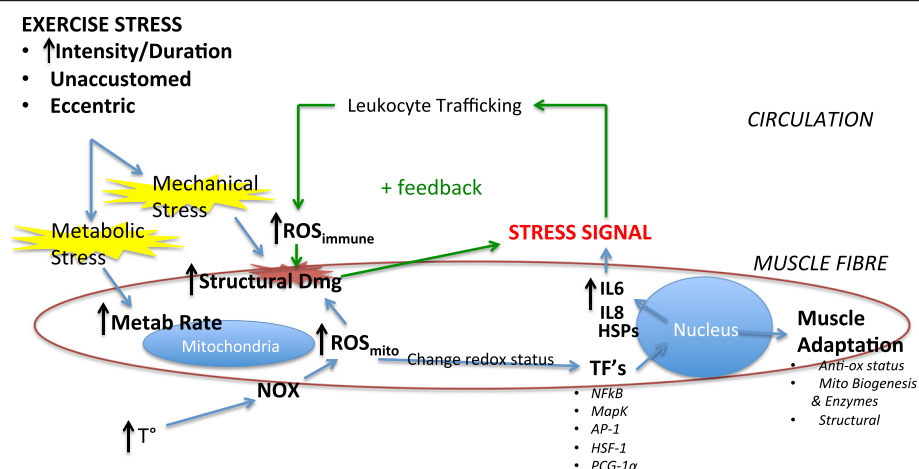 EXERCISE STRESS
• ↑Intensity/Duration
• Unaccustomed
• Eccentric
Leukocyte Trafficking
CIRCULATION
+ feedback
Mechanical
Stress
Metabolic
Stress
↑ROSimmune
STRESS SIGNAL
MUSCLE FIBRE
↑Structural Dmg
↑Metab Rate
Mitochondria
↑ROSmito
Change redox status
↑IL6
IL8
HSPs
Nucleus
Muscle
Adaptation
• Anti-ox status
• Mito Biogenesis
& Enzymes
• Structural
TF's
• NFkB
• MapK
• AP-1
• HSF-1
• PCG-1α
NOX
↑T°